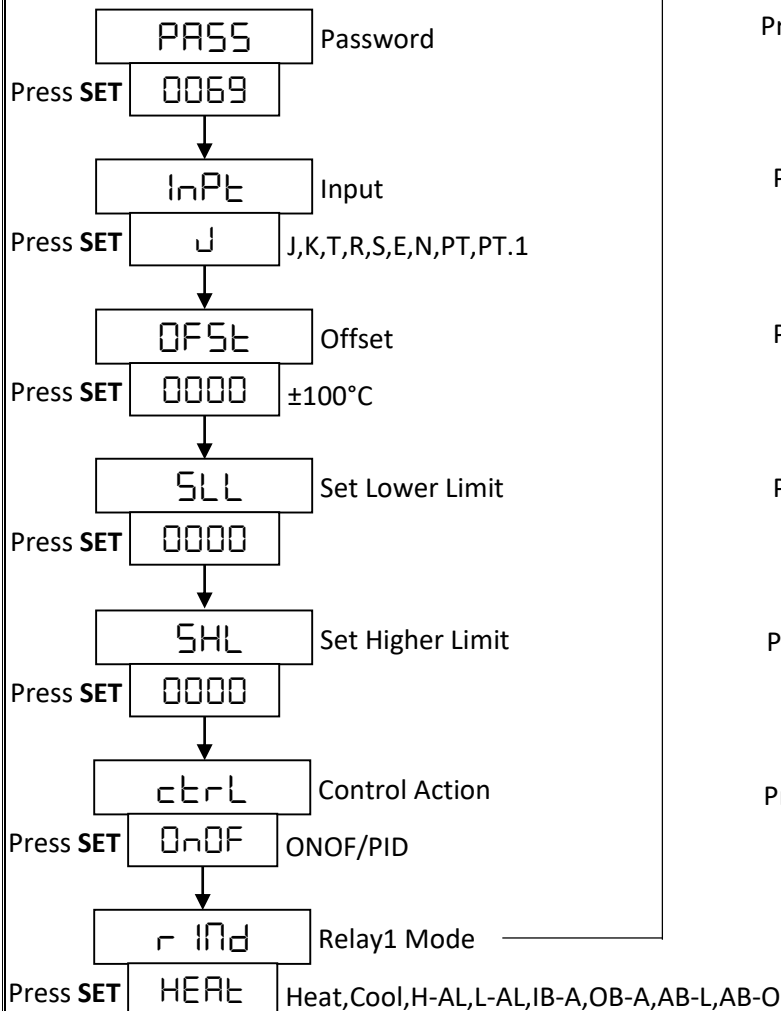 PASS Password
Press SET 0069
InPt Input
Press SET J J,K,T,R,S,E,N,PT,PT.1
OFSt Offset
Press SET 0000 ±100°C
SLL Set Lower Limit
Press SET 0000
SHL Set Higher Limit
Press SET 0000
ctrL Control Action
Press SET OnOF ONOF/PID
r1Md Relay1 Mode
Press SET HEAt Heat,Cool,H-AL,L-AL,IB-A,OB-A,AB-L,AB-O